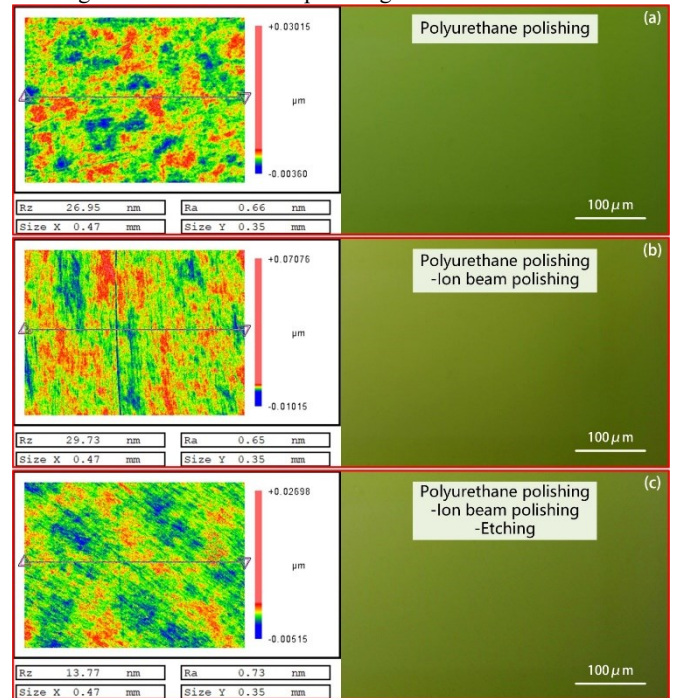 (a)
Polyurethane polishing
+0.03015
μm
-0.00360
Rz 26.95 nm
Ra 0.66 nm
Size X 0.47 mm
Size Y 0.35 mm
100μm
(b)
Polyurethane polishing
-Ion beam polishing
+0.07076
μm
-0.01015
Rz 29.73 nm
Ra 0.65 nm
Size X 0.47 mm
Size Y 0.35 mm
100μm
(c)
Polyurethane polishing
-Ion beam polishing
-Etching
+0.02698
μm
-0.00515
Rz 13.77 nm
Ra 0.73 nm
Size X 0.47 mm
Size Y 0.35 mm
100μm